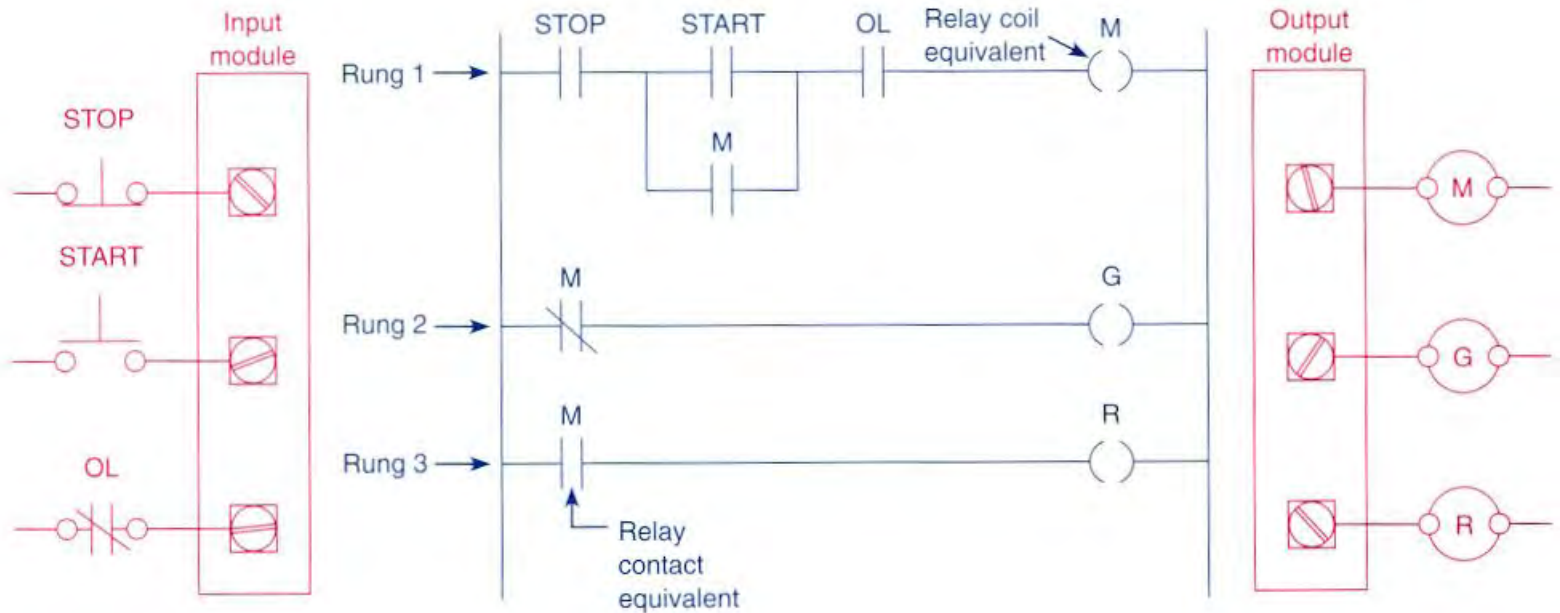 Input
module
STOP
START
OL
Rung 1
STOP
START
OL
Relay coil
equivalent
M
M
Rung 2
M
G
Rung 3
M
R
Relay
contact
equivalent
Output
module
M
G
R